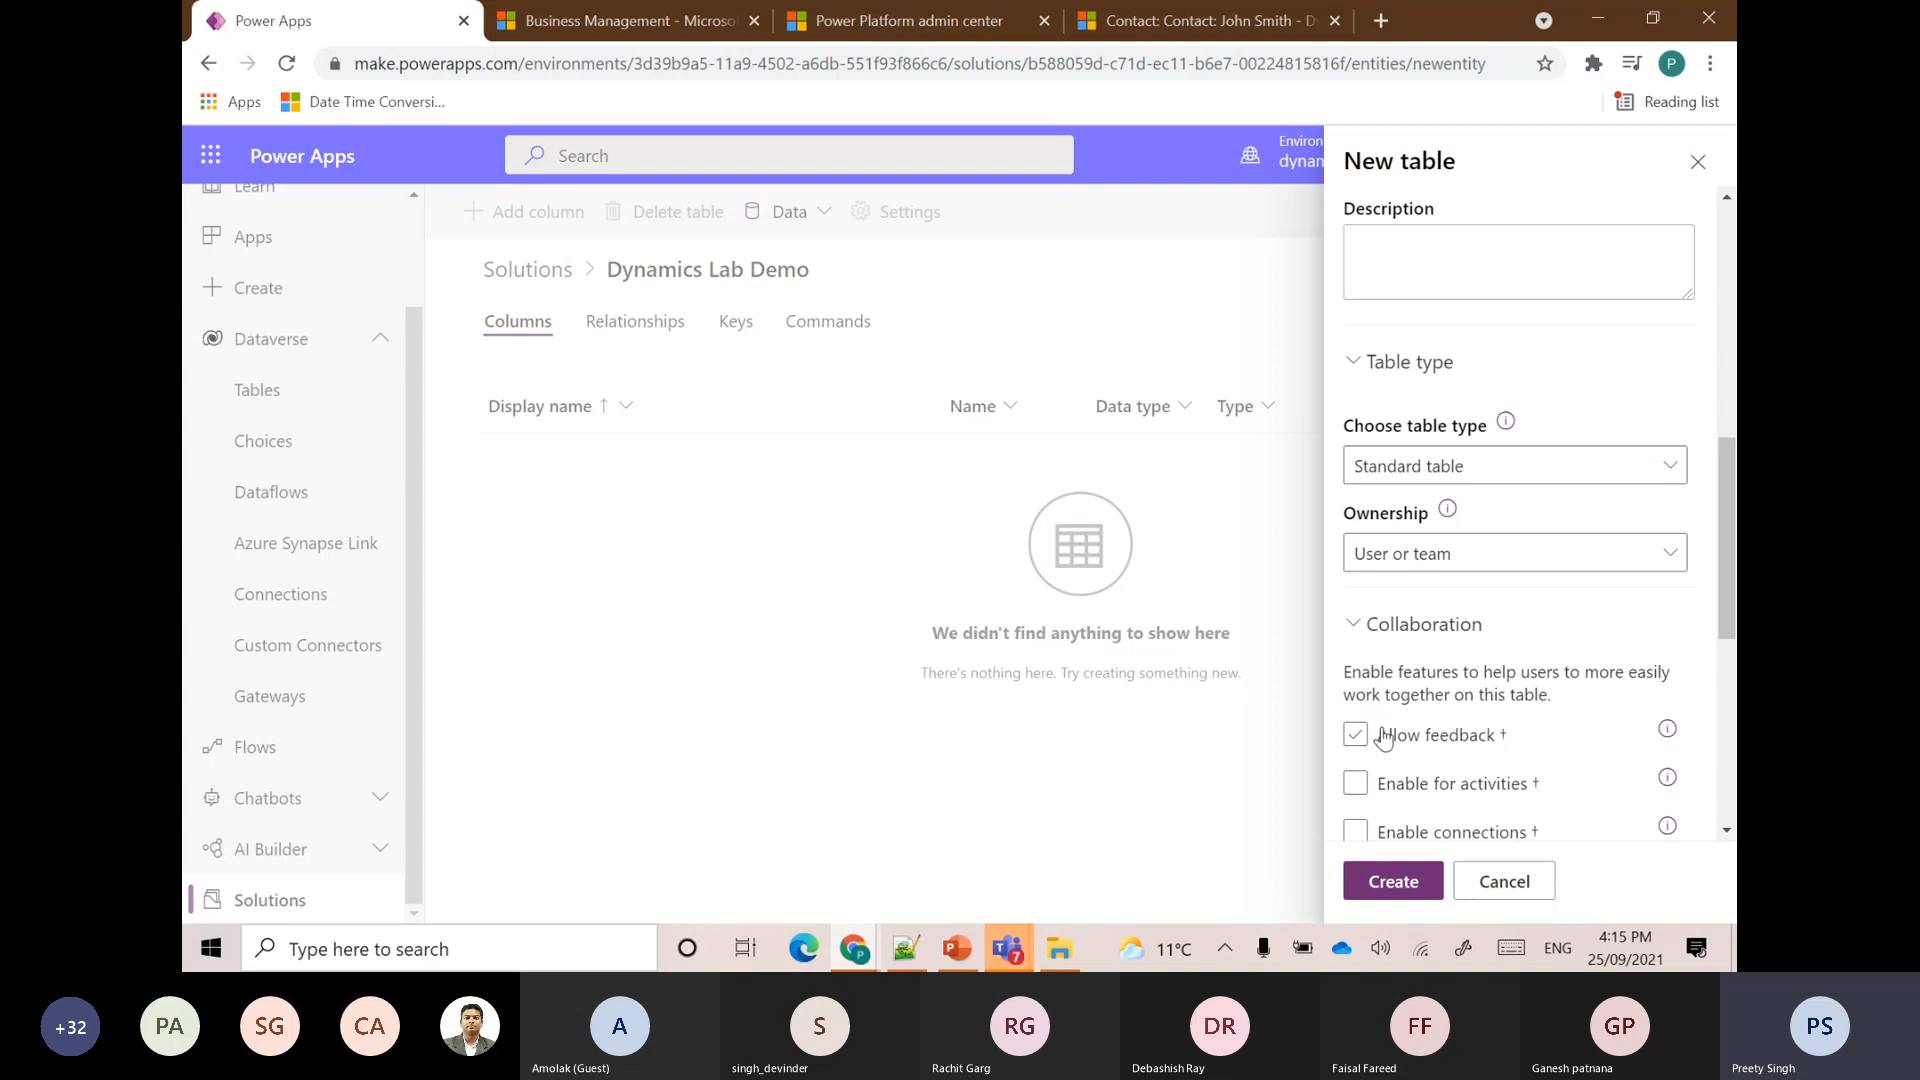 Power Apps
Business Management - Microso
Power Platform admin center
Contact: Contact: John Smith - D
make.powerapps.com/environments/3d39b9a5-11a9-4502-a6db-551f93f866c6/solutions/b588059d-c71d-ec11-b6e7-00224815816f/entities/newentity
P
Apps
Date Time Conversi...
Reading list
Power Apps
Search
Environ
dynam
New table
Learn
Apps
Create
Dataverse
Tables
Choices
Dataflows
Azure Synapse Link
Connections
Custom Connectors
Gateways
Flows
Chatbots
AI Builder
Solutions
Add column
Delete table
Data
Settings
Solutions > Dynamics Lab Demo
Columns
Relationships
Keys
Commands
Display name ↑
Name
Data type
Type
We didn't find anything to show here
There's nothing here. Try creating something new.
Description
Table type
Choose table type
Standard table
Ownership
User or team
Collaboration
Enable features to help users to more easily
work together on this table.
llow feedback †
Enable for activities †
Enable connections †
Create
Cancel
Type here to search
7
11°C
ENG
4:15 PM
25/09/2021
+32
PA
SG
CA
A
Amolak (Guest)
S
singh_devinder
RG
Rachit Garg
DR
Debashish Ray
FF
Faisal Fareed
GP
Ganesh patnana
PS
Preety Singh